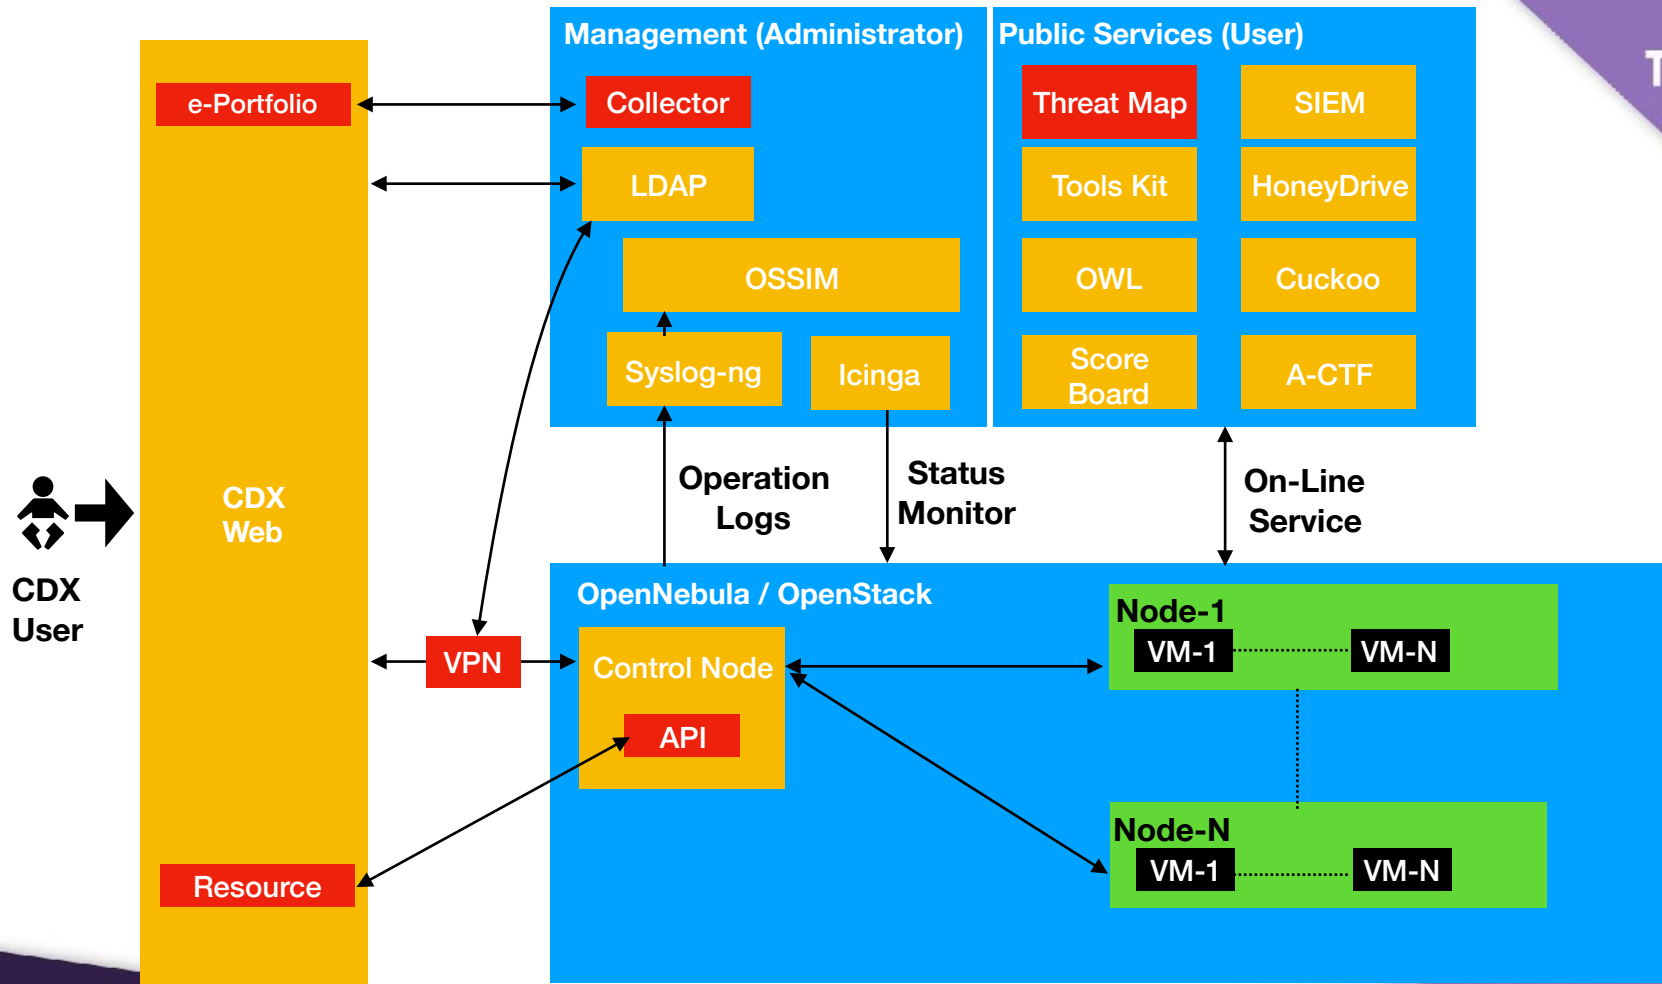 Management (Administrator)
Public Services (User)
T
e-Portfolio
Collector
Threat Map
SIEM
LDAP
Tools Kit
HoneyDrive
OSSIM
OWL
Cuckoo
Syslog-ng
Icinga
Score
Board
A-CTF
CDX
Web
Operation
Logs
Status
Monitor
On-Line
Service
CDX
User
OpenNebula / OpenStack
VPN
Control Node
API
Node-1
VM-1
VM-N
Node-N
VM-1
VM-N
Resource